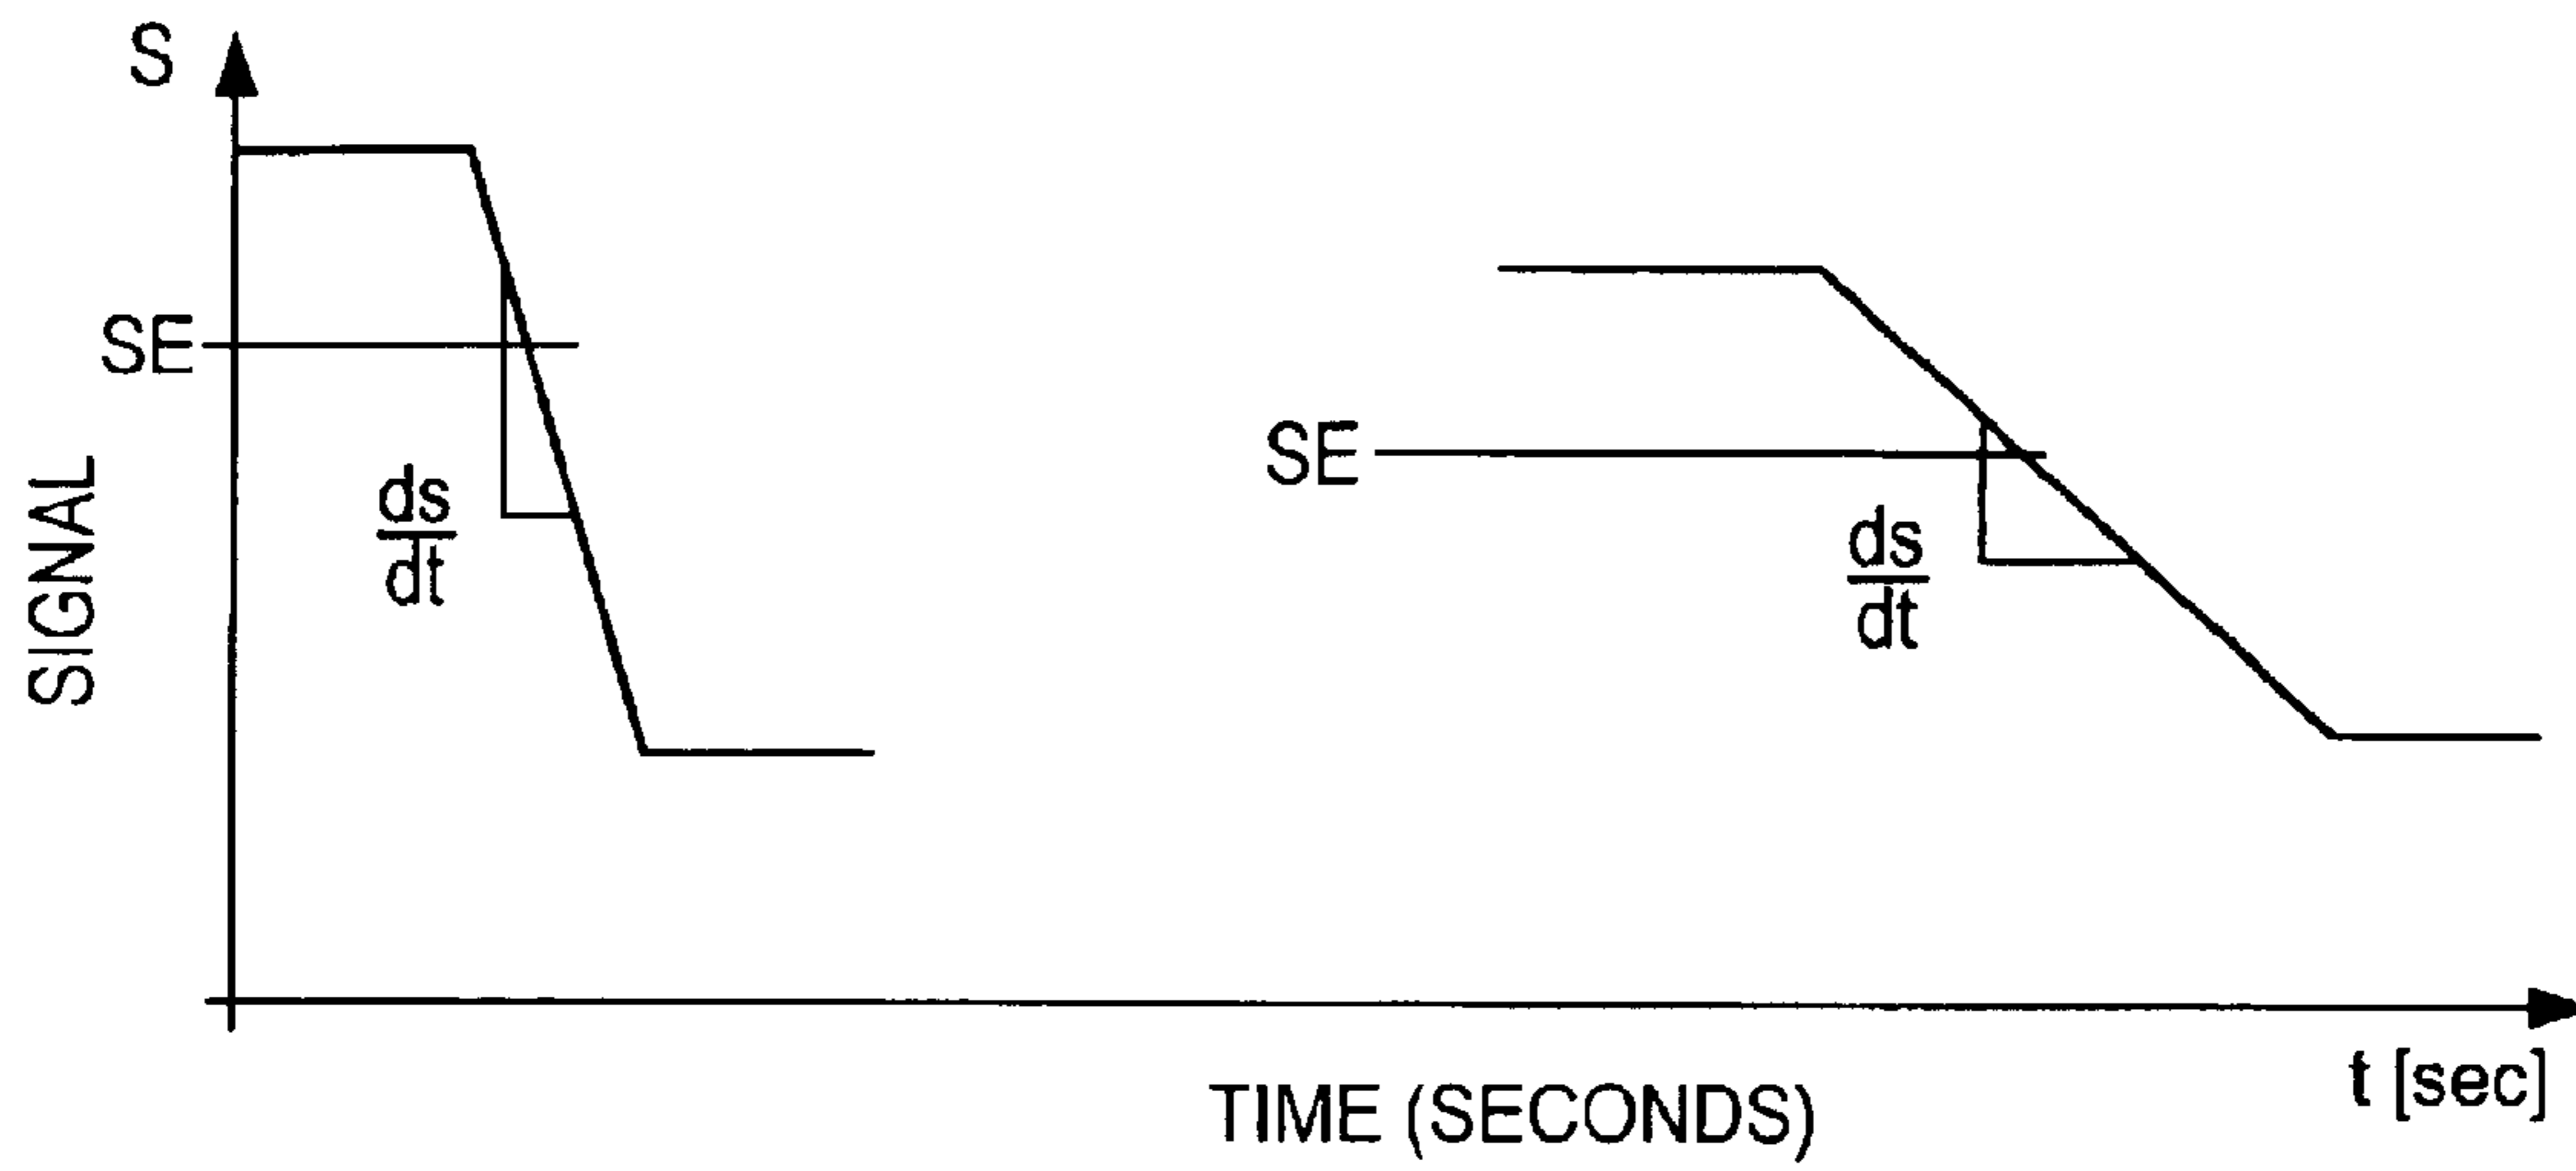 S
SE
SIGNAL
ds
dt
SE
ds
dt
t [sec]
TIME (SECONDS)